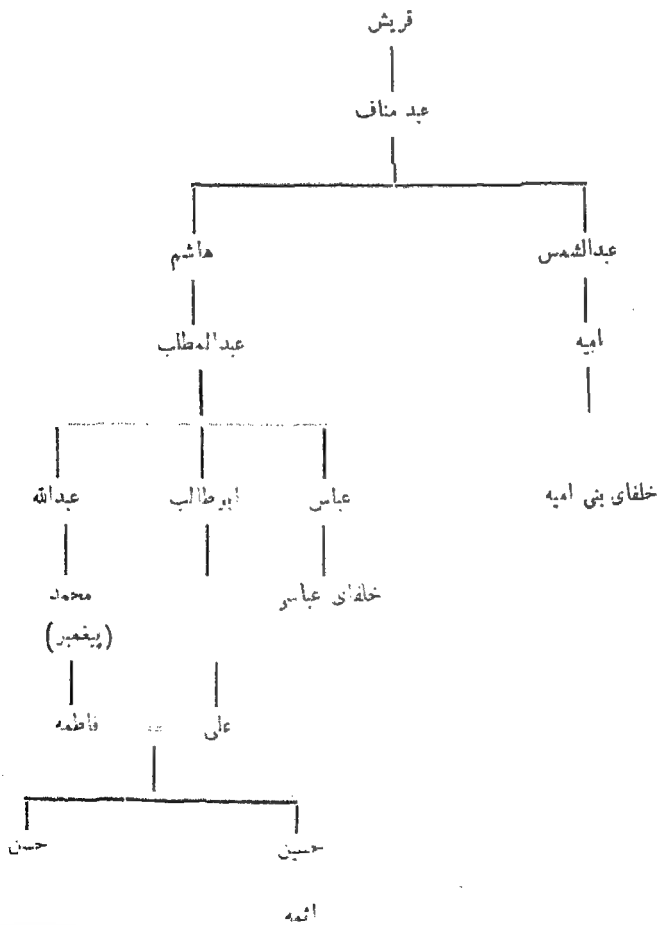 قریش
عبد مناف
عبدالشمس
هاشم
امیه
عبدالمطلب
خلفای بنی امیه
عباس
ابوطالب
عبدالله
خلفای عباسی
محمد
(پیغمبر)
علی = فاطمه
حسین
حسن
ائمه